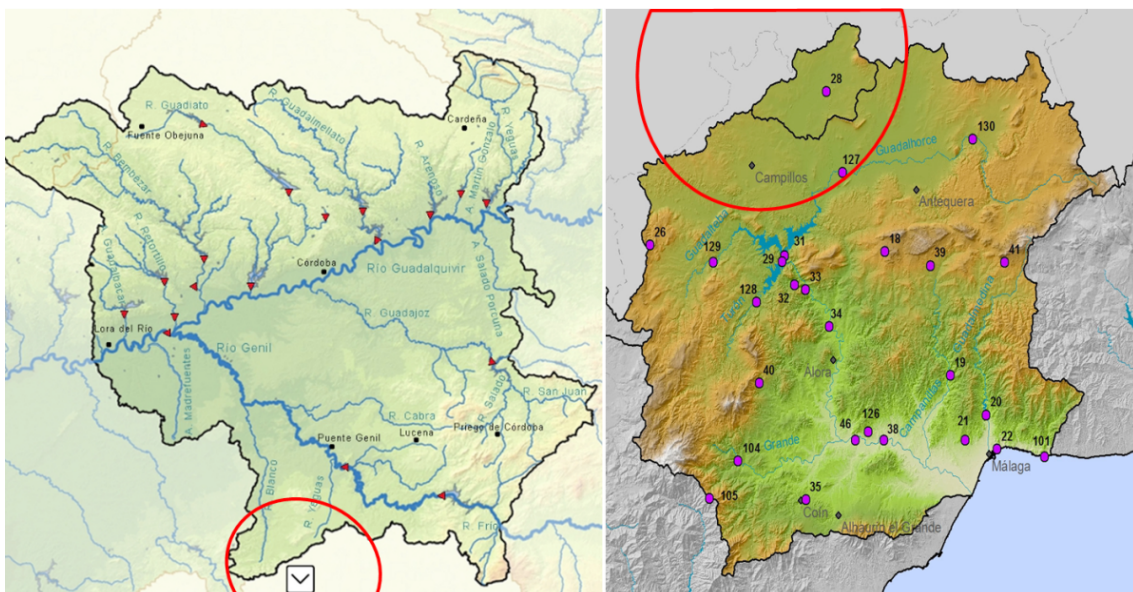 R. Guadiato
R. Guadalmellato
Cardeña
R. Yeguas
Fuente Obejuna
A. Martín Gonzalo
R. Arenoso
R. Bembézar
R. Retortillo
Guadalbacar
Córdoba
Río Guadalquivir
A. Salado Porcuna
Lora del Río
R. Guadajoz
Río Genil
A. Madrefuentes
R. San Juan
R. Salado
R. Cabra
Puente Genil
Lucena
Priego de Córdoba
R. Blanco
R. Yeguas
R. Frío
28
130
Guadalhorce
127
Campillos
Antequera
26
Guadalteba
129
31
29
18
39
41
32
33
128
Turón
34
Guadalmedina
Álora
40
19
Campanillas
20
126
46
38
21
22
101
Grande
104
Málaga
105
35
Coín
Alhaurín el Grande